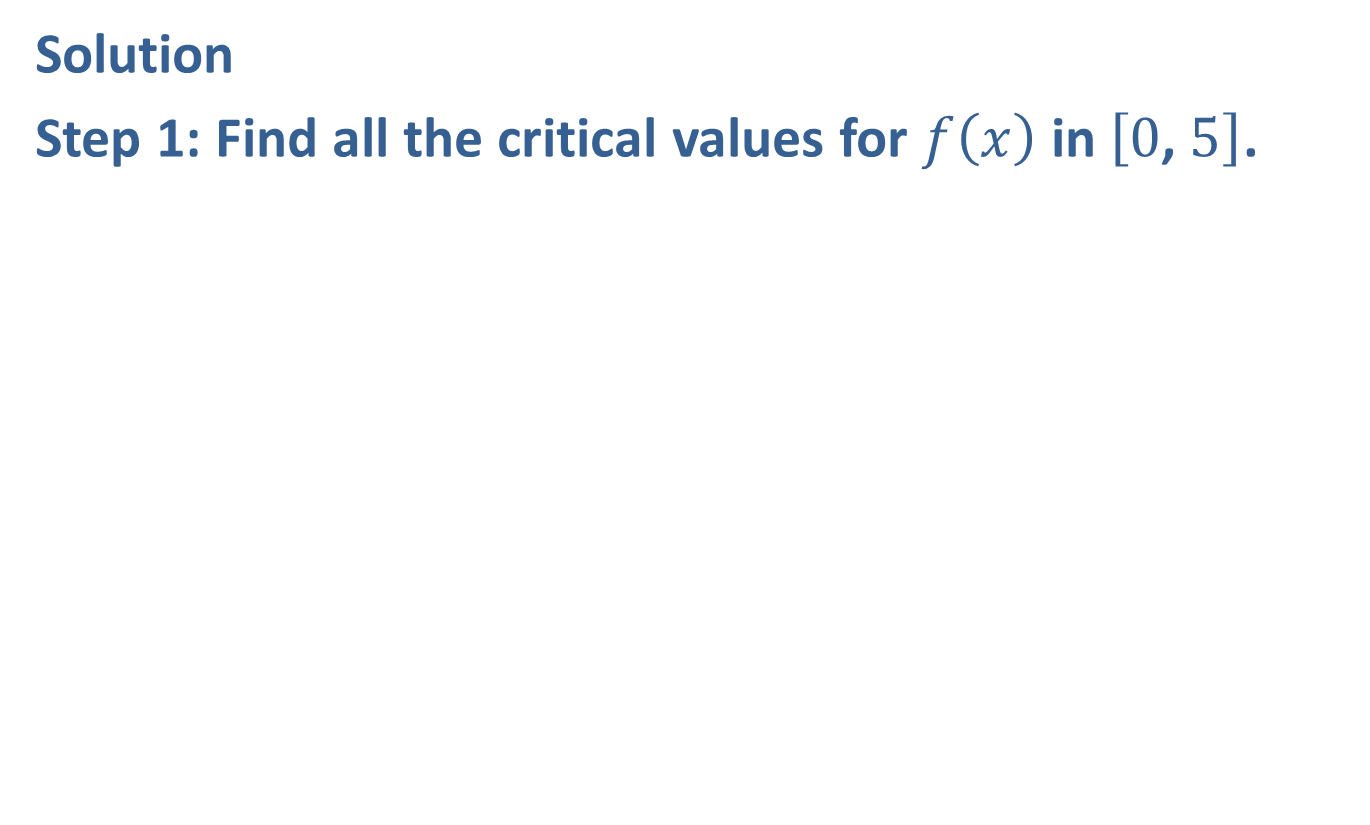 Solution
Step 1: Find all the critical values for f(x) in [0, 5].